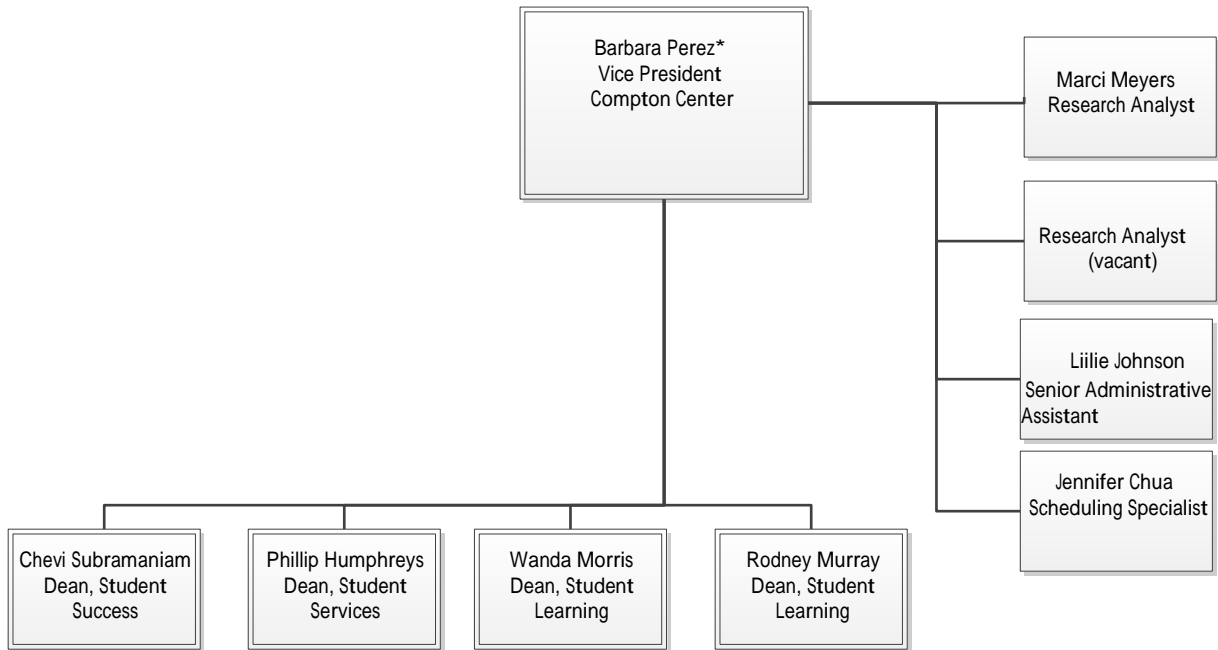 Barbara Perez*
Vice President
Compton Center
Marci Meyers
Research Analyst
Research Analyst
(vacant)
Liilie Johnson
Senior Administrative
Assistant
Jennifer Chua
Scheduling Specialist
Chevi Subramaniam
Dean, Student
Success
Phillip Humphreys
Dean, Student
Services
Wanda Morris
Dean, Student
Learning
Rodney Murray
Dean, Student
Learning